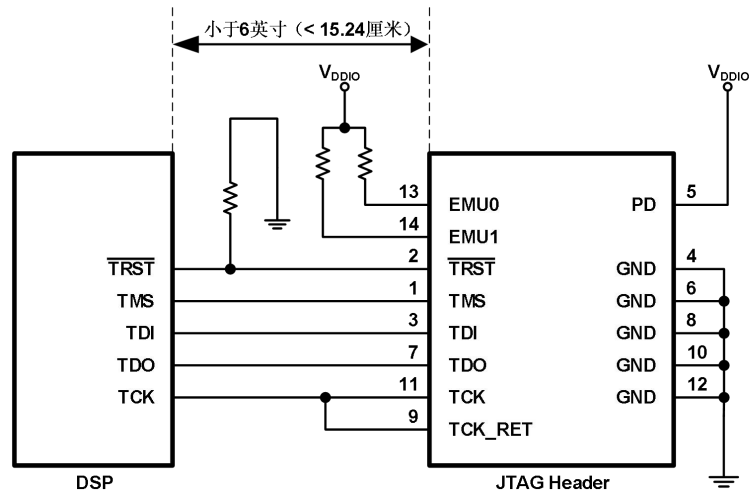 小于6英寸（< 15.24厘米）
VDDIO
VDDIO
13 EMU0
PD 5
14 EMU1
TRST
2 TRST
GND 4
TMS
1 TMS
GND 6
TDI
3 TDI
GND 8
TDO
7 TDO
GND 10
TCK
11 TCK
GND 12
9 TCK_RET
DSP
JTAG Header